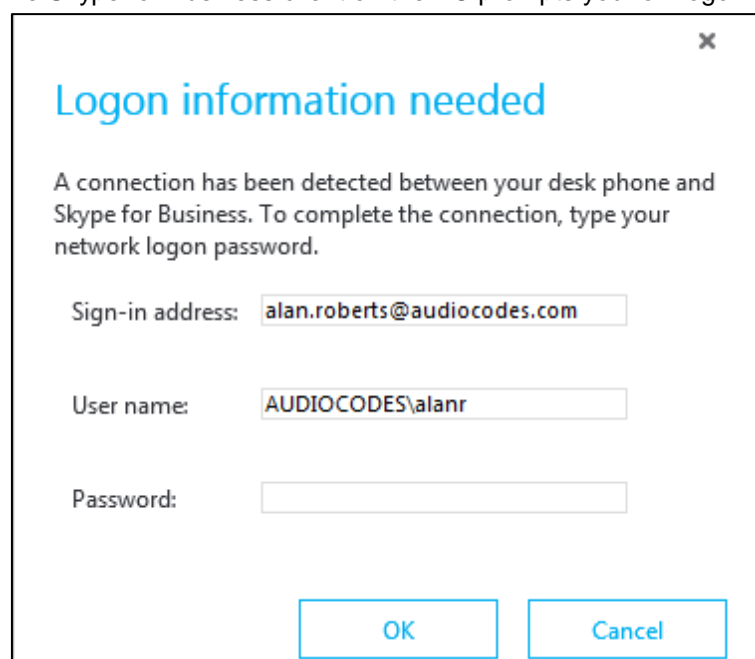 Logon information needed
A connection has been detected between your desk phone and
Skype for Business. To complete the connection, type your
network logon password.
Sign-in address: alan.roberts@audiocodes.com
User name: AUDIOCODES\alanr
Password:
OK Cancel